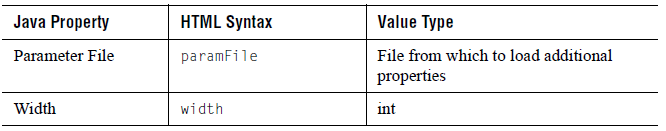 Java Property HTML Syntax Value Type
Parameter File paramFile File from which to load additional
properties
Width width int